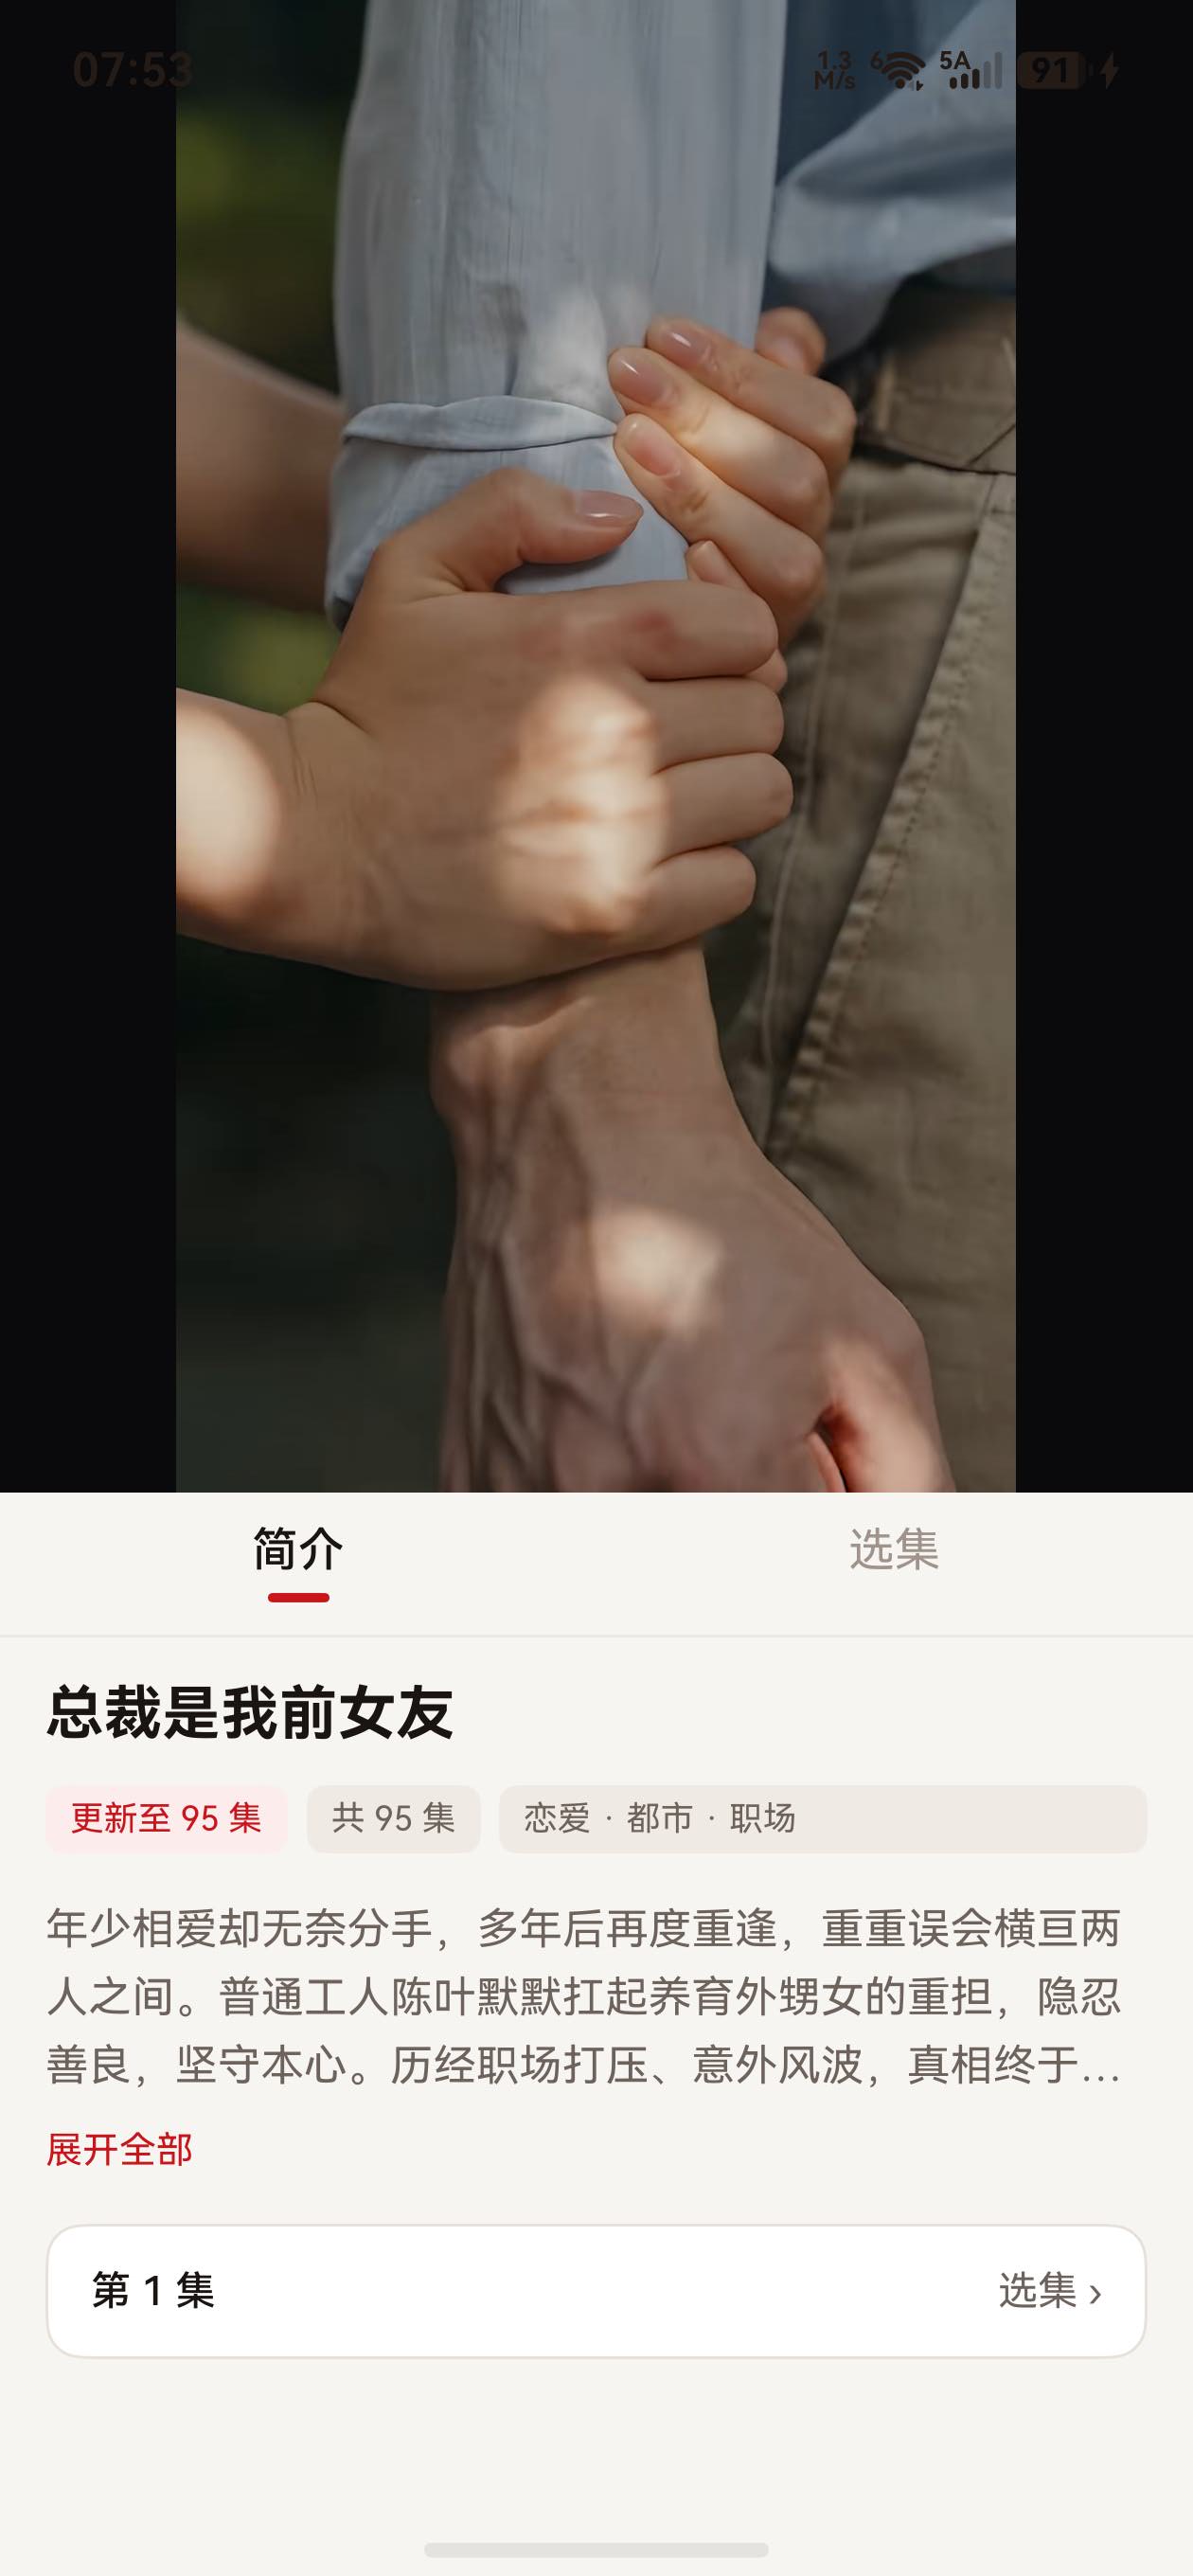 07:53
1.3 M/s 6 5A 91
简介
选集
总裁是我前女友
更新至 95 集
共 95 集
恋爱 · 都市 · 职场
年少相爱却无奈分手，多年后再度重逢，重重误会横亘两
人之间。普通工人陈叶默默扛起养育外甥女的重担，隐忍
善良，坚守本心。历经职场打压、意外风波，真相终于...
展开全部
第 1 集
选集 ›